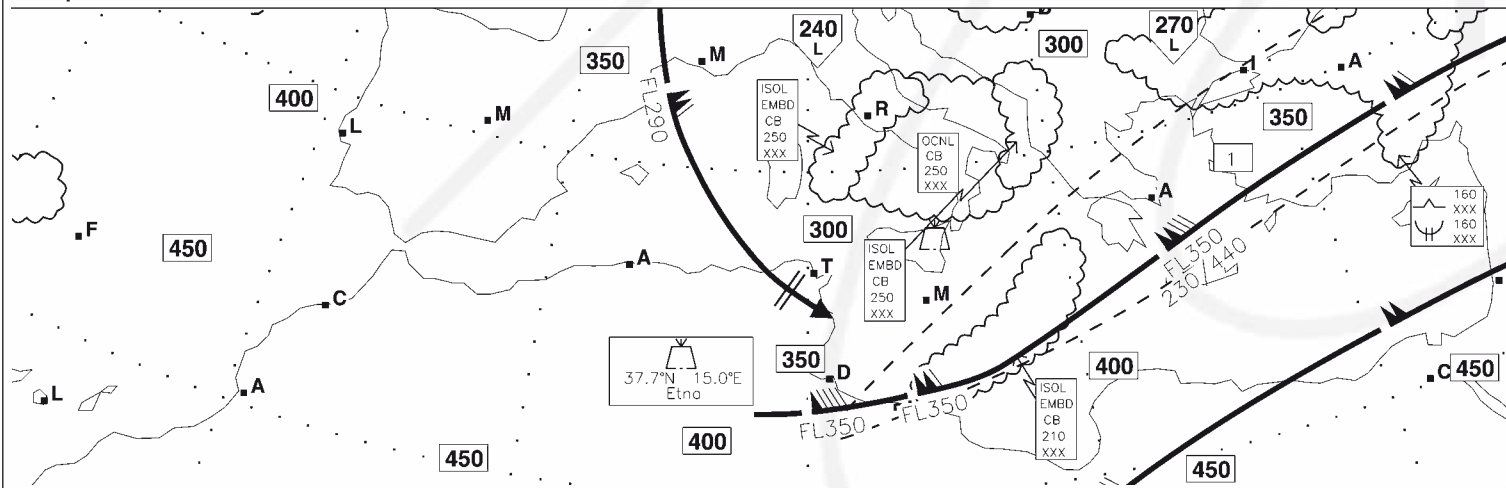 240
L
270
L
300
350
M
I
A
400
ISOL
EMBD
CB
250
XXX
FL290
M
L
R
350
OCNL
CB
250
XXX
1
160
XXX
160
XXX
A
F
450
300
ISOL
EMBD
CB
250
XXX
A
T
FL350
230/440
M
C
37.7°N 15.0°E
Etna
350
D
400
C
450
L
A
ISOL
EMBD
CB
210
XXX
FL350
FL350
400
450
450